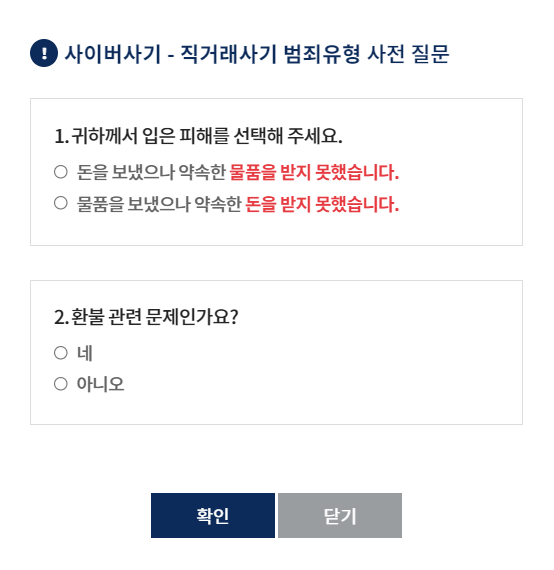 사이버사기 - 직거래사기 범죄유형 사전 질문
1. 귀하께서 입은 피해를 선택해 주세요.
돈을 보냈으나 약속한 물품을 받지 못했습니다.
물품을 보냈으나 약속한 돈을 받지 못했습니다.
2. 환불 관련 문제인가요?
네
아니오
확인 닫기